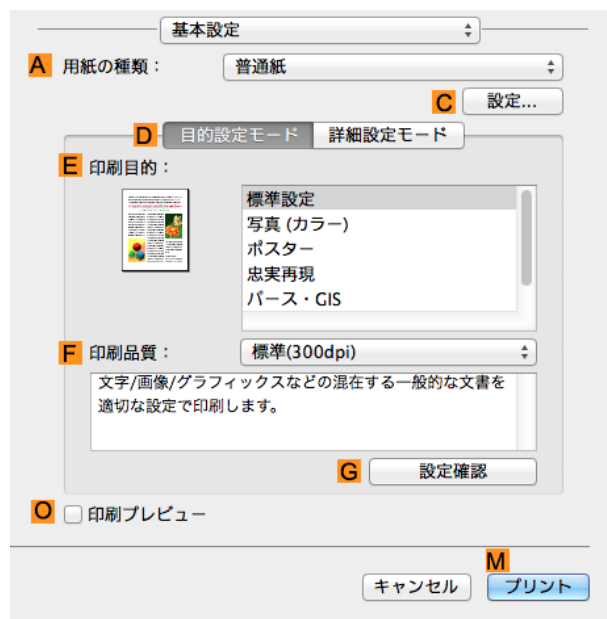 基本設定
A 用紙の種類： 普通紙
C 設定...
D 目的設定モード 詳細設定モード
E 印刷目的：
標準設定
写真 (カラー)
ポスター
忠実再現
パース・GIS
F 印刷品質： 標準(300dpi)
文字/画像/グラフィックスなどの混在する一般的な文書を
適切な設定で印刷します。
G 設定確認
O 印刷プレビュー
M
キャンセル プリント